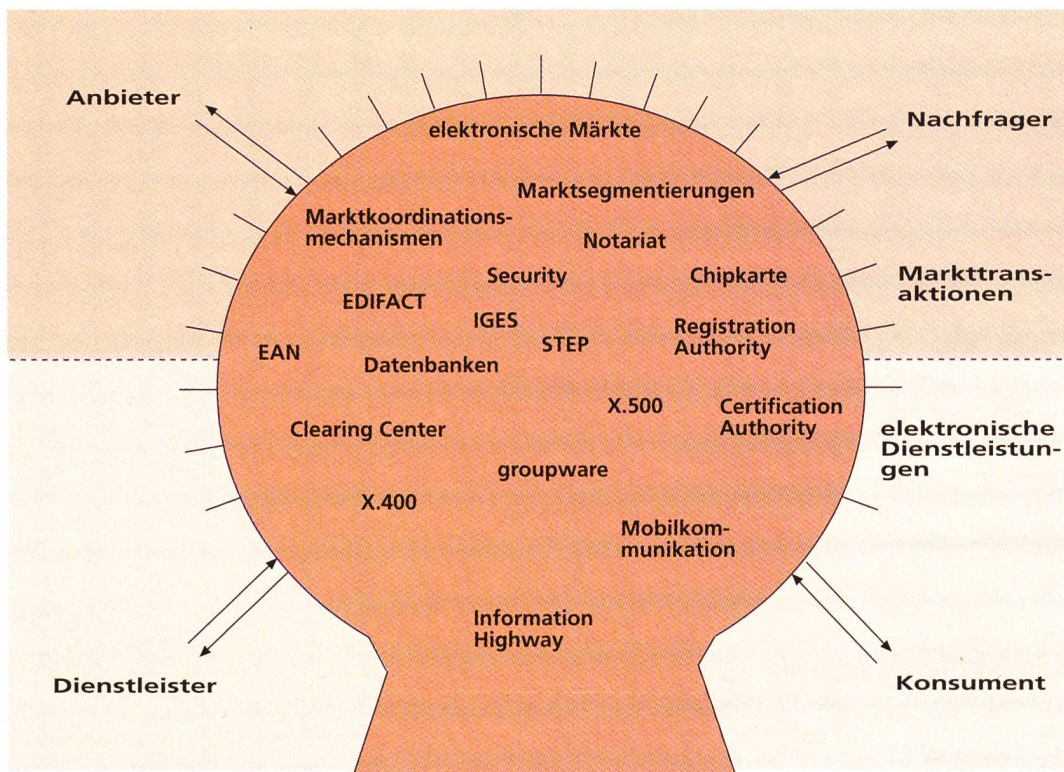 Anbieter
elektronische Märkte
Nachfrager
Marktsegmentierungen
Marktkoordinations-
mechanismen
Notariat
Security
Chipkarte
Markttrans-
aktionen
EDIFACT
IGES
STEP
Registration
Authority
EAN
Datenbanken
X.500
Certification
Authority
Clearing Center
elektronische
Dienstleistun-
gen
groupware
X.400
Mobilkom-
munikation
Information
Highway
Dienstleister
Konsument